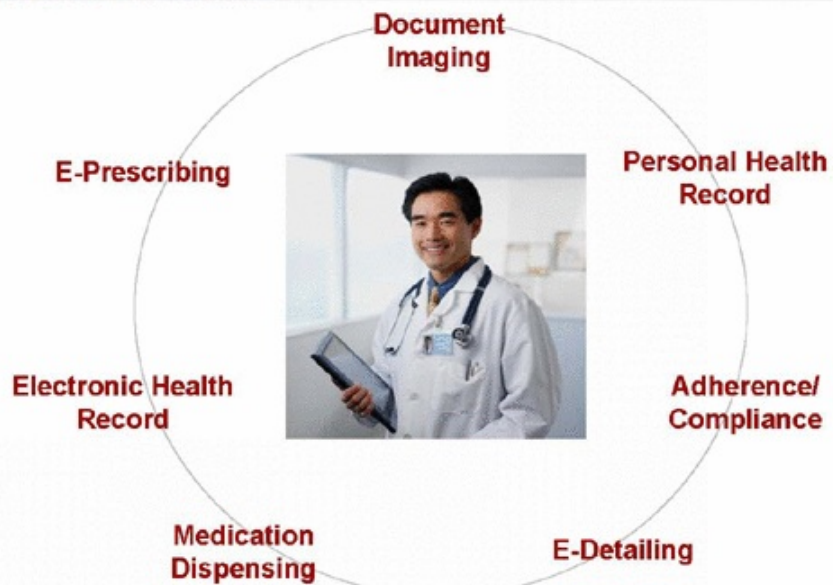 Document
Imaging
E-Prescribing
Personal Health
Record
Electronic Health
Record
Adherence/
Compliance
Medication
Dispensing
E-Detailing